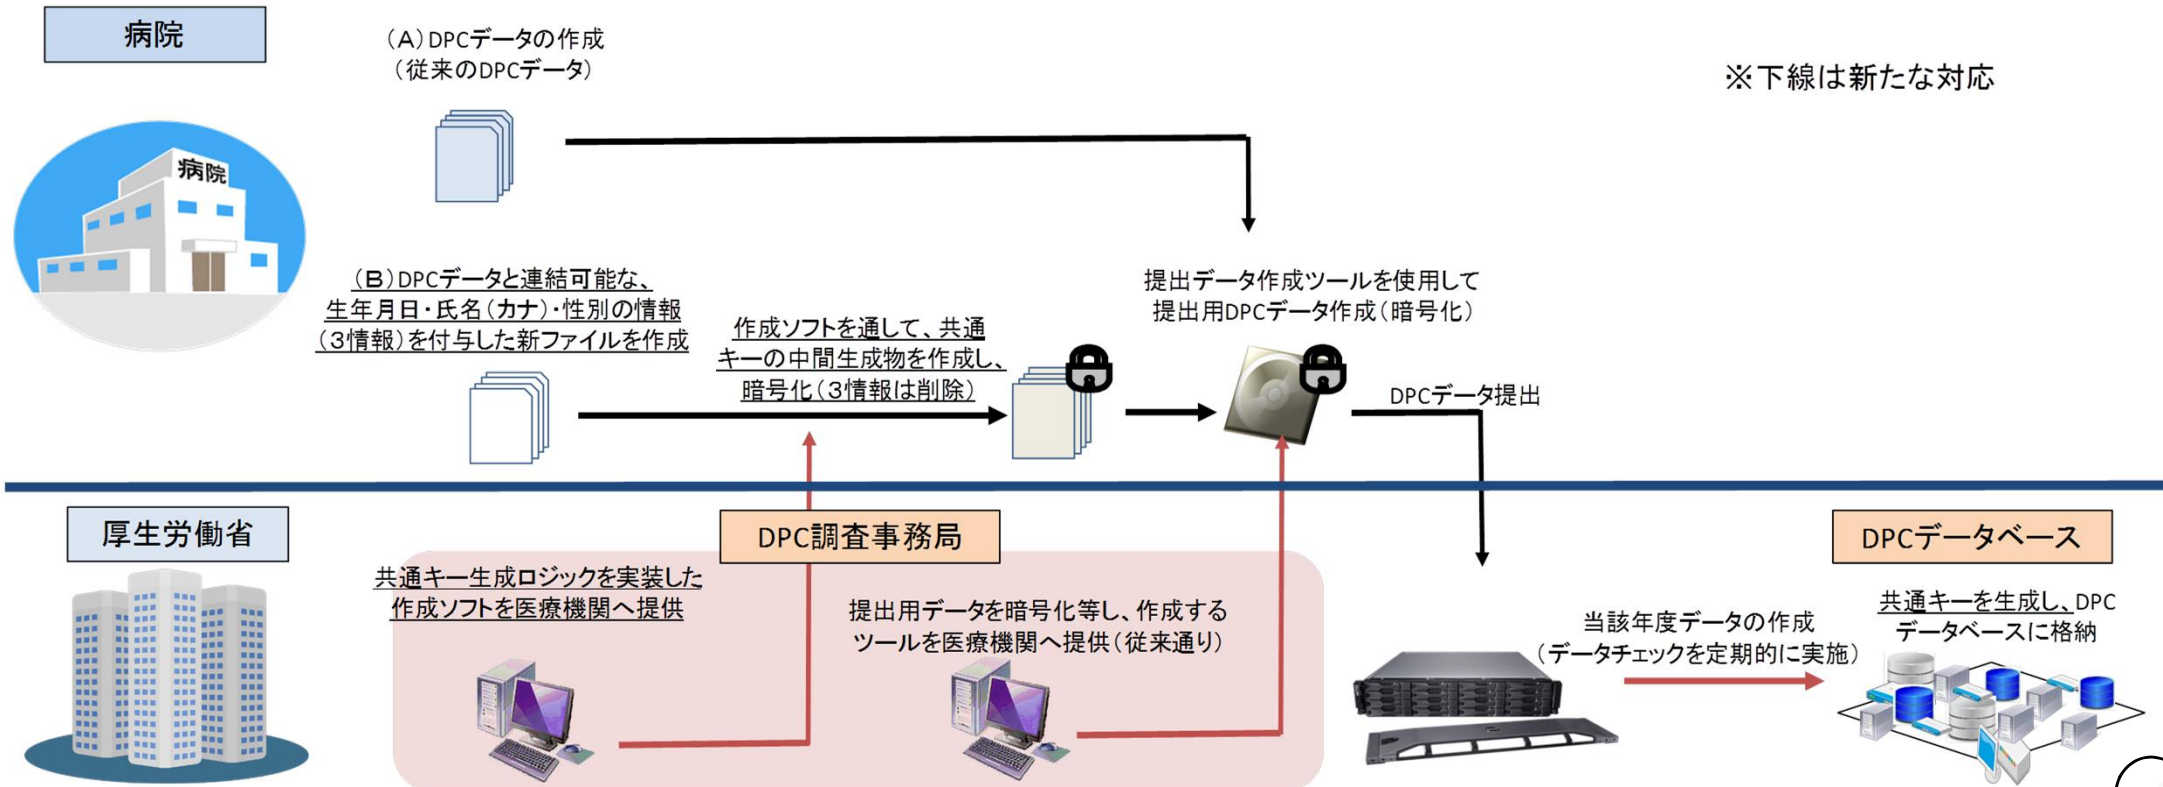 病院
(A)DPCデータの作成
(従来のDPCデータ)
※下線は新たな対応
病院
(B)DPCデータと連結可能な、
生年月日・氏名(カナ)・性別の情報
(3情報)を付与した新ファイルを作成
作成ソフトを通して、共通
キーの中間生成物を作成し、
暗号化(3情報は削除)
提出データ作成ツールを使用して
提出用DPCデータ作成(暗号化)
DPCデータ提出
厚生労働省
DPC調査事務局
DPCデータベース
共通キー生成ロジックを実装した
作成ソフトを医療機関へ提供
提出用データを暗号化等し、作成する
ツールを医療機関へ提供(従来通り)
当該年度データの作成
(データチェックを定期的に実施)
共通キーを生成し、DPC
データベースに格納